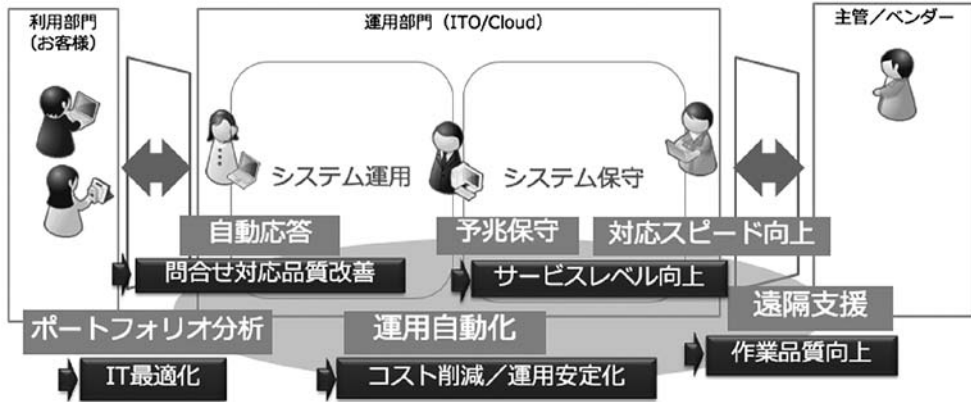 利用部門
(お客様)
運用部門（ITO/Cloud）
主管／ベンダー
システム運用
システム保守
自動応答
問合せ対応品質改善
予兆保守
対応スピード向上
サービスレベル向上
ポートフォリオ分析
IT最適化
運用自動化
コスト削減／運用安定化
遠隔支援
作業品質向上